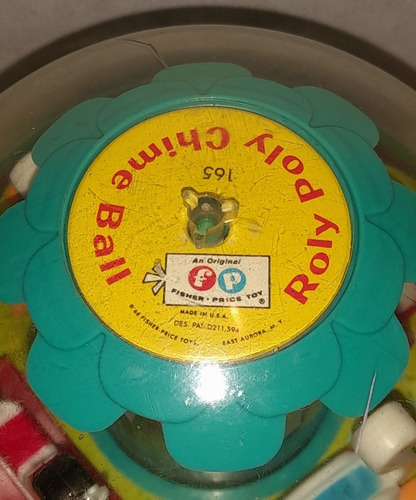 Roly Poly Chime Ball
165
An Original
fp
FISHER-PRICE TOY ®
MADE IN U.S.A.
DES. PAT. D211,394
© 66 FISHER-PRICE TOYS EAST AURORA, N.Y.